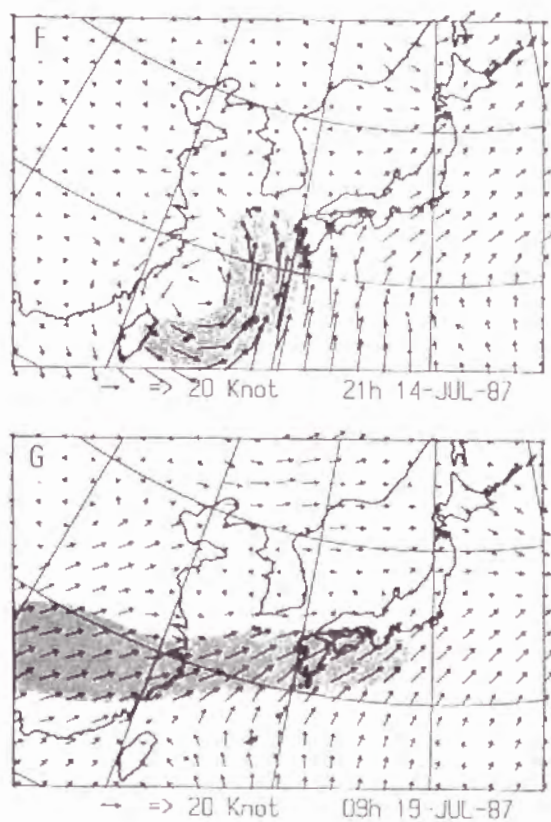 F
→ => 20 Knot 21h 14-JUL-87
G
→ => 20 Knot 09h 19-JUL-87